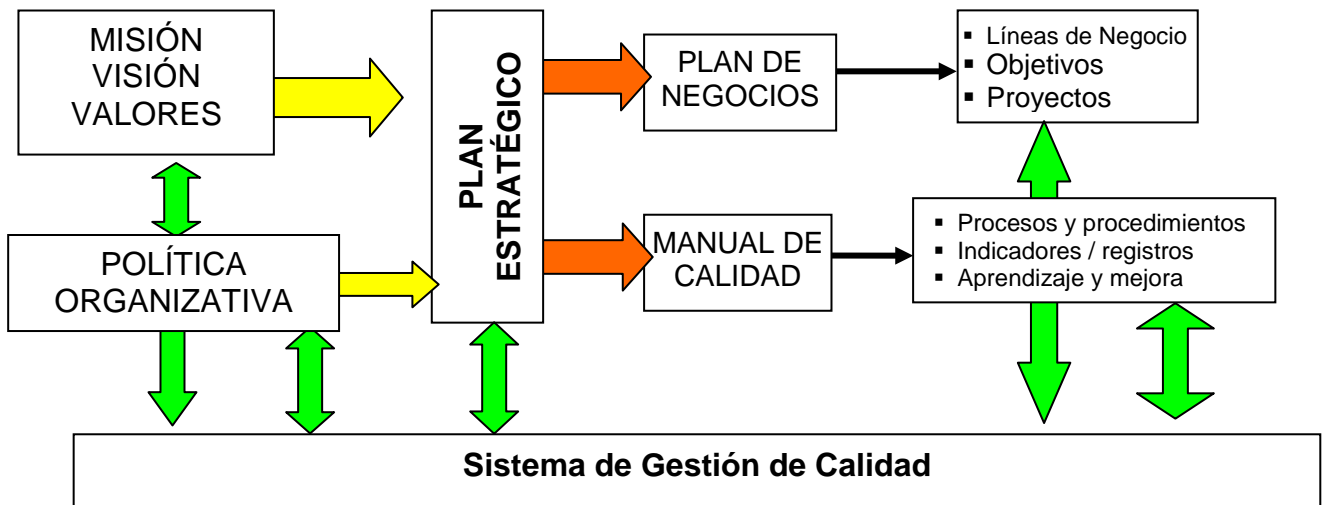 MISIÓN
VISIÓN
VALORES
POLÍTICA
ORGANIZATIVA
PLAN
ESTRATÉGICO
PLAN DE
NEGOCIOS
MANUAL DE
CALIDAD
▪ Líneas de Negocio
▪ Objetivos
▪ Proyectos
▪ Procesos y procedimientos
▪ Indicadores / registros
▪ Aprendizaje y mejora
Sistema de Gestión de Calidad